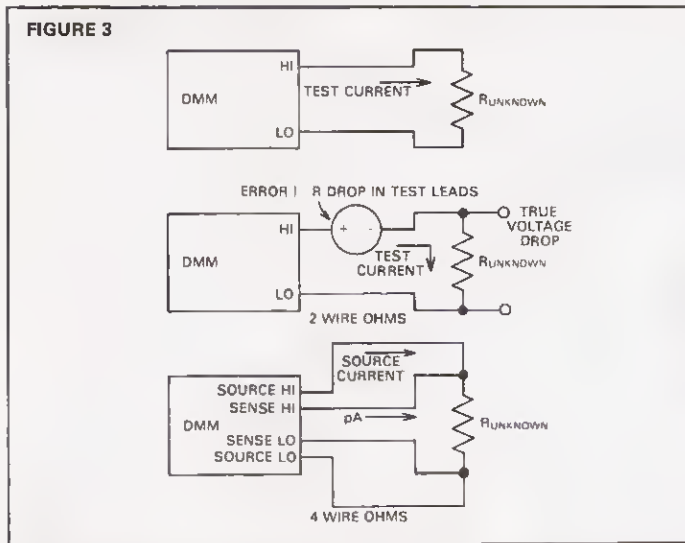 FIGURE 3
HI
TEST CURRENT
DMM
RUNKNOWN
LO
ERROR I R DROP IN TEST LEADS
HI
+ -
TRUE
VOLTAGE
DROP
TEST
CURRENT
DMM
RUNKNOWN
LO
2 WIRE OHMS
SOURCE
CURRENT
SOURCE HI
SENSE HI
pA
DMM
RUNKNOWN
SENSE LO
SOURCE LO
4 WIRE OHMS